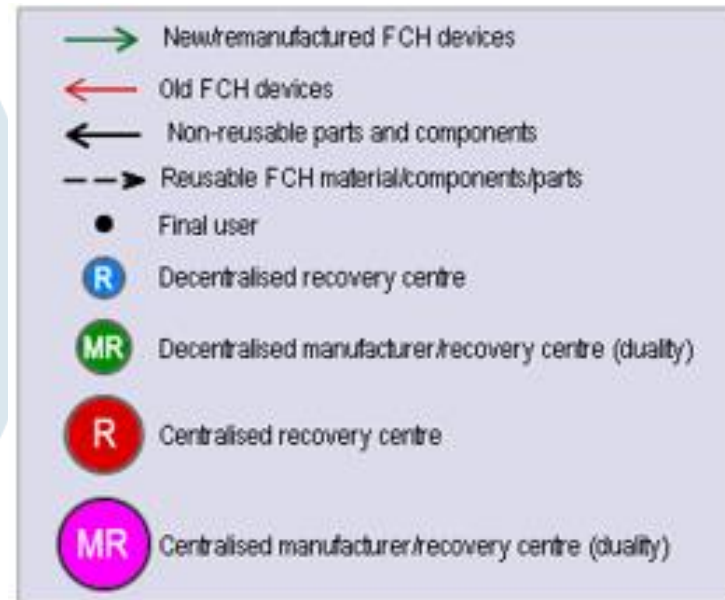 New/remanufactured FCH devices
Old FCH devices
Non-reusable parts and components
Reusable FCH material/components/parts
Final user
R Decentralised recovery centre
MR Decentralised manufacturer/recovery centre (duality)
R Centralised recovery centre
MR Centralised manufacturer/recovery centre (duality)